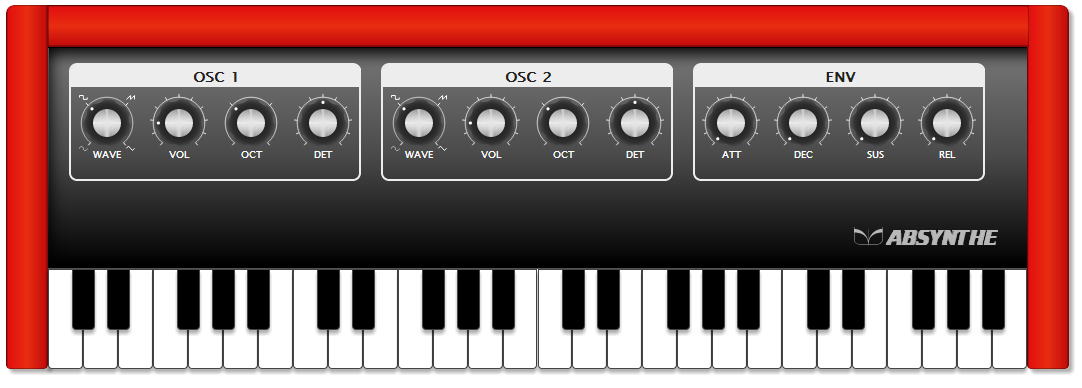 OSC 1
WAVE VOL OCT DET
OSC 2
WAVE VOL OCT DET
ENV
ATT DEC SUS REL
ABSYNTHE